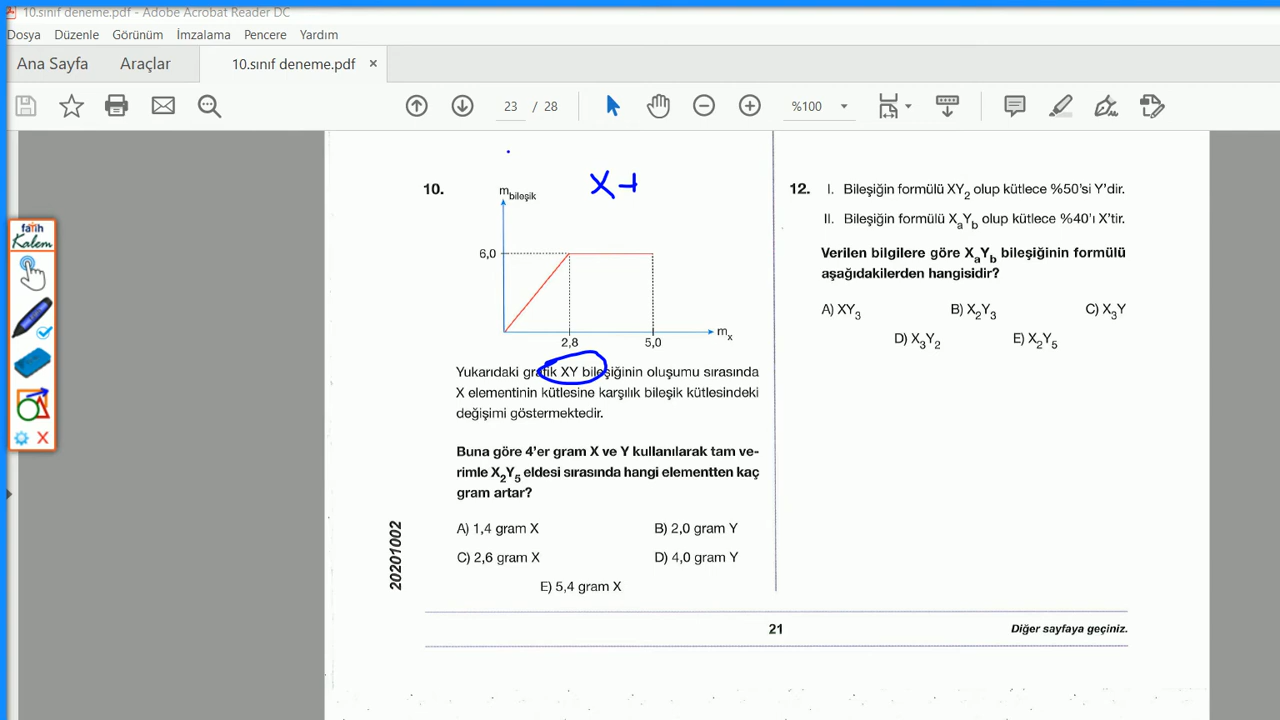 10.sınıf deneme.pdf - Adobe Acrobat Reader DC
Dosya Düzenle Görünüm İmzalama Pencere Yardım
Ana Sayfa Araçlar 10.sınıf deneme.pdf ×
23 / 28 %100
fatih
Kalem
10.
m bileşik
X +
6,0
2,8 5,0
m x
Yukarıdaki grafik XY bileşiğinin oluşumu sırasında
X elementinin kütlesine karşılık bileşik kütlesindeki
değişimi göstermektedir.
Buna göre 4'er gram X ve Y kullanılarak tam ve-
rimle X2Y5 eldesi sırasında hangi elementten kaç
gram artar?
A) 1,4 gram X B) 2,0 gram Y
C) 2,6 gram X D) 4,0 gram Y
E) 5,4 gram X
20201002
12. I. Bileşiğin formülü XY2 olup kütlece %50'si Y'dir.
II. Bileşiğin formülü XaYb olup kütlece %40'ı X'tir.
Verilen bilgilere göre XaYb bileşiğinin formülü
aşağıdakilerden hangisidir?
A) XY3 B) X2Y3 C) X3Y
D) X3Y2 E) X2Y5
21
Diğer sayfaya geçiniz.